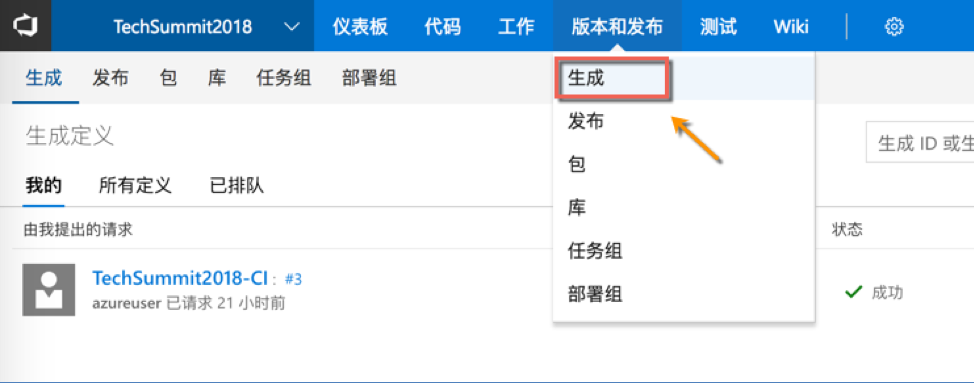 TechSummit2018 仪表板 代码 工作 版本和发布 测试 Wiki
生成 发布 包 库 任务组 部署组
生成
发布
包
库
任务组
部署组
生成定义
生成 ID 或生
我的 所有定义 已排队
由我提出的请求 状态
TechSummit2018-CI : #3
azureuser 已请求 21 小时前
成功